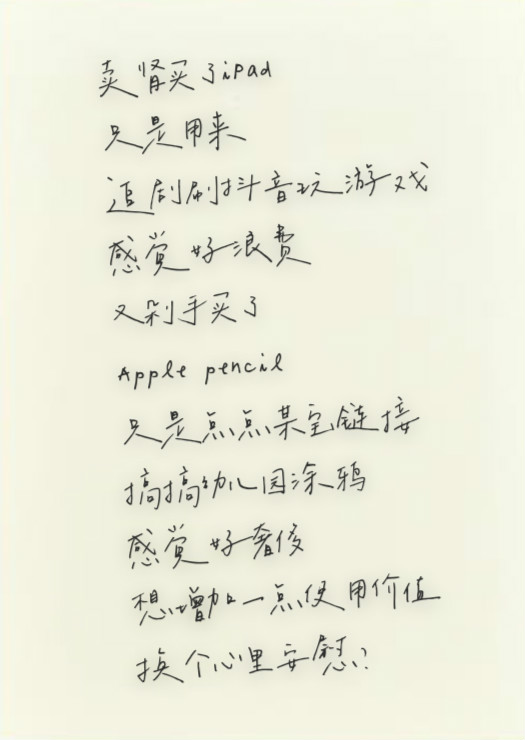 卖肾买了ipad
只是用来
追剧刷抖音玩游戏
感觉好浪费
又剁手买了
Apple pencil
只是点点某宝链接
搞搞幼儿园涂鸦
感觉好奢侈
想增加一点使用价值
换个心里安慰?